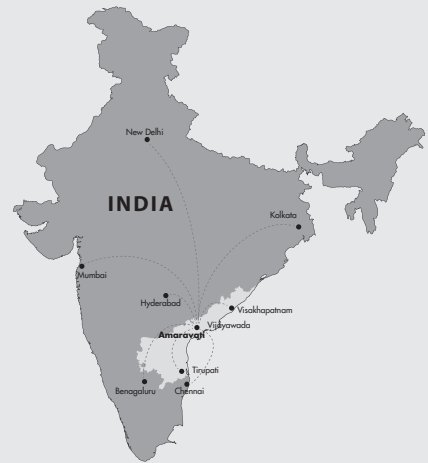 New Delhi
INDIA
Kolkata
Mumbai
Hyderabad
Visakhapatnam
Vijayawada
Amaravati
Tirupati
Benagaluru
Chennai